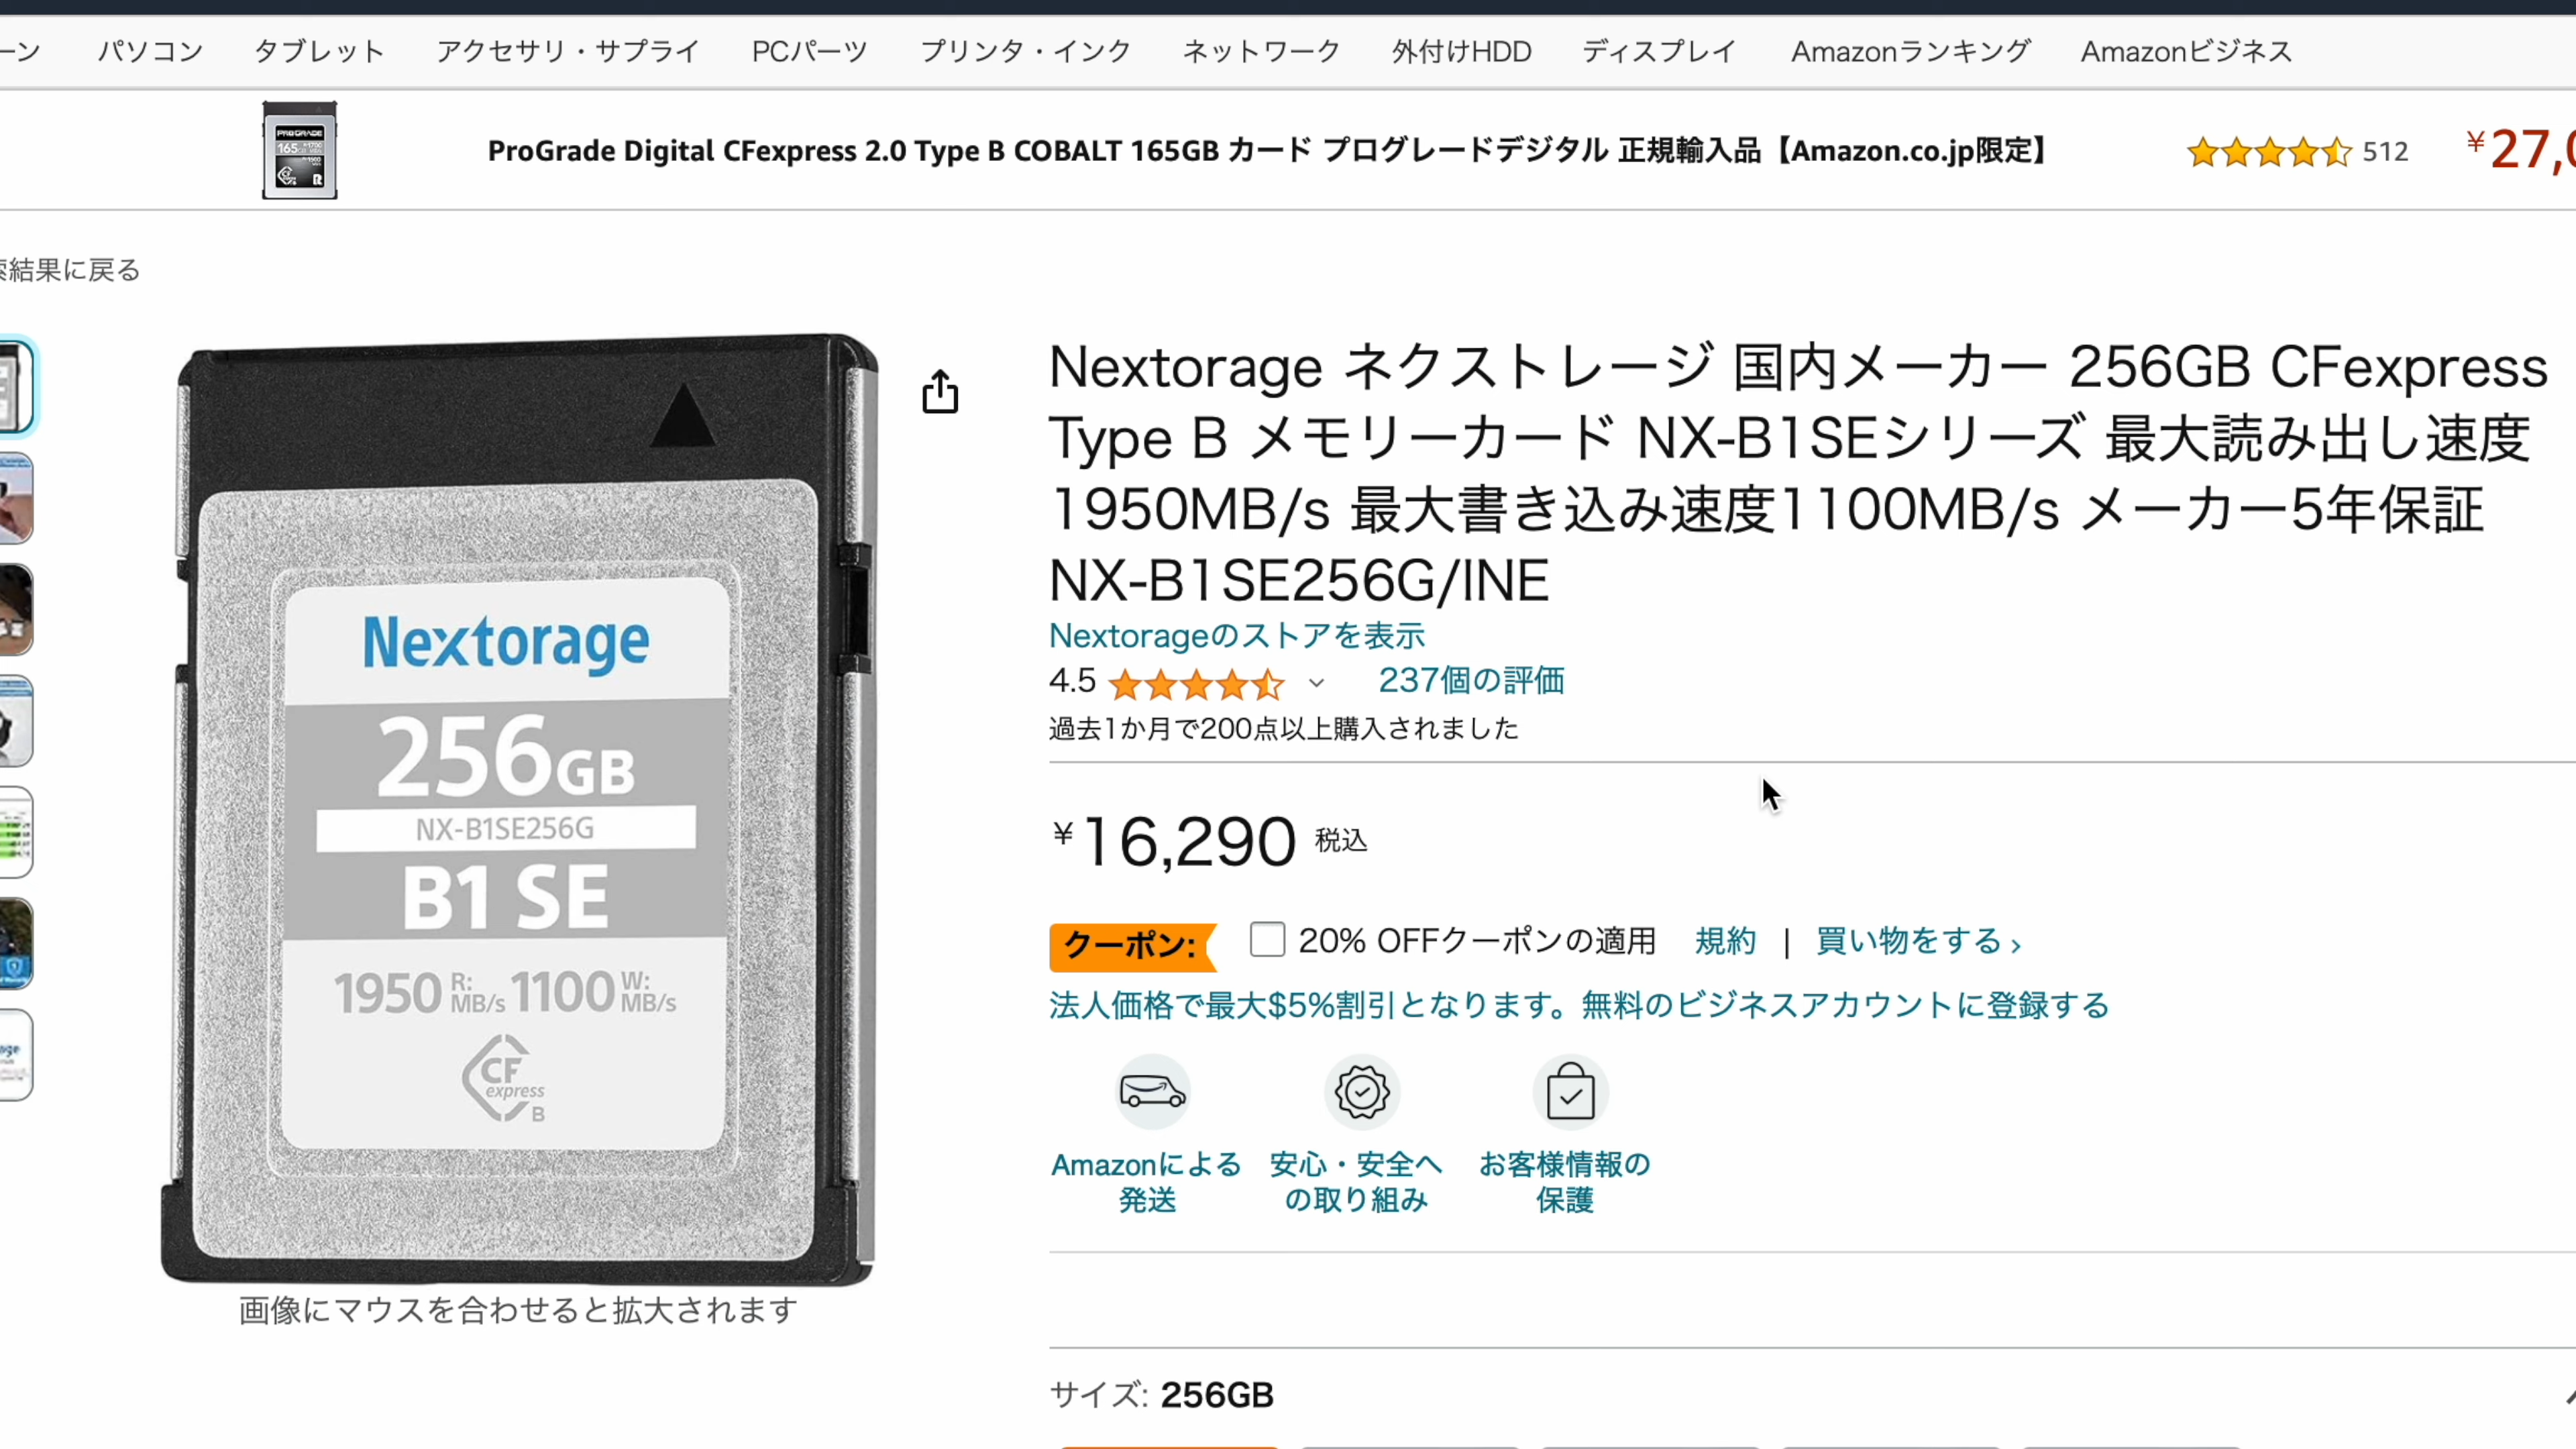 ーン パソコン タブレット アクセサリ・サプライ PCパーツ プリンタ・インク ネットワーク 外付けHDD ディスプレイ Amazonランキング Amazonビジネス
PROGRADE
165
ProGrade Digital CFexpress 2.0 Type B COBALT 165GB カード プログレードデジタル 正規輸入品【Amazon.co.jp限定】 512 ¥27,0
結果に戻る
Nextorage
256GB
NX-B1SE256G
B1 SE
1950 R: MB/s 1100 W: MB/s
CF
express
B
画像にマウスを合わせると拡大されます
Nextorage ネクストレージ 国内メーカー 256GB CFexpress
Type B メモリーカード NX-B1SEシリーズ 最大読み出し速度
1950MB/s 最大書き込み速度1100MB/s メーカー5年保証
NX-B1SE256G/INE
Nextorageのストアを表示
4.5 237個の評価
過去1か月で200点以上購入されました
¥16,290 税込
クーポン: 20% OFFクーポンの適用 規約 | 買い物をする ›
法人価格で最大$5%割引となります。無料のビジネスアカウントに登録する
Amazonによる
発送
安心・安全へ
の取り組み
お客様情報の
保護
サイズ: 256GB